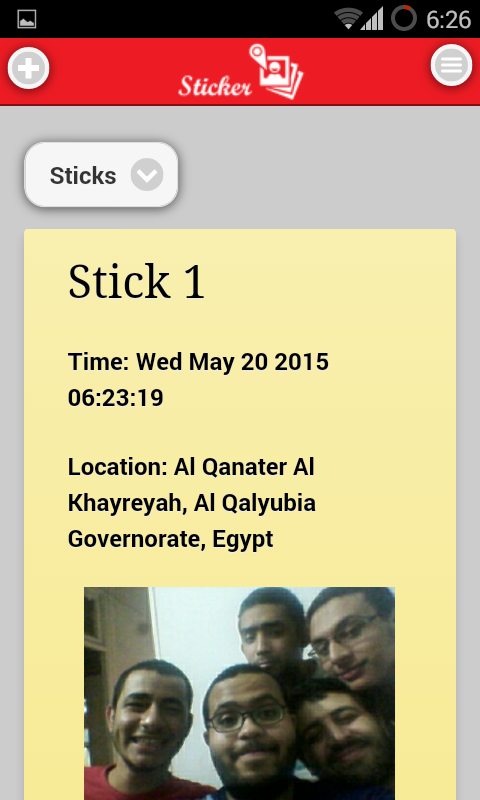 6:26
Sticker
Sticks
Stick 1
Time: Wed May 20 2015
06:23:19
Location: Al Qanater Al
Khayreyah, Al Qalyubia
Governorate, Egypt